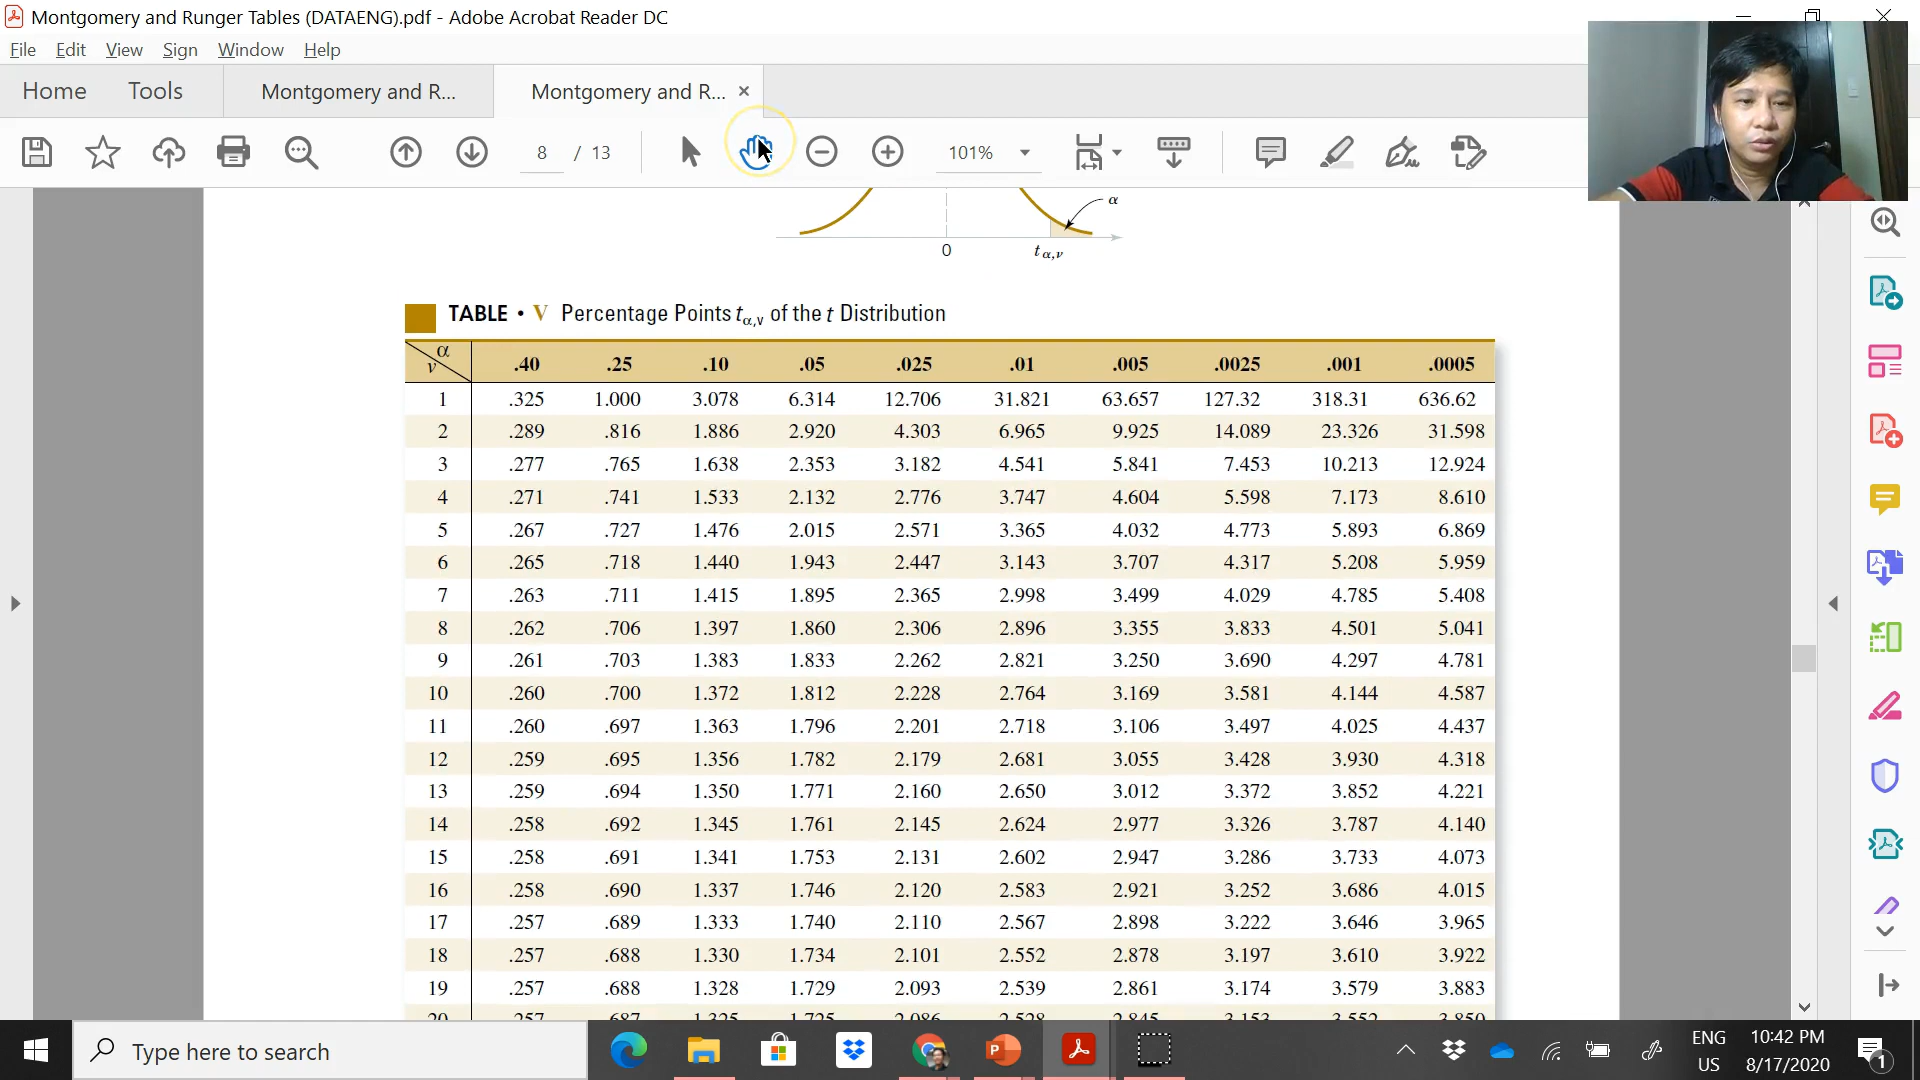 Montgomery and Runger Tables (DATAENG).pdf - Adobe Acrobat Reader DC
File Edit View Sign Window Help
Home Tools Montgomery and R... Montgomery and R... ×
8 / 13 101%
α
0 tα,ν
TABLE • V Percentage Points tα,ν of the t Distribution
α
ν .40 .25 .10 .05 .025 .01 .005 .0025 .001 .0005
1 .325 1.000 3.078 6.314 12.706 31.821 63.657 127.32 318.31 636.62
2 .289 .816 1.886 2.920 4.303 6.965 9.925 14.089 23.326 31.598
3 .277 .765 1.638 2.353 3.182 4.541 5.841 7.453 10.213 12.924
4 .271 .741 1.533 2.132 2.776 3.747 4.604 5.598 7.173 8.610
5 .267 .727 1.476 2.015 2.571 3.365 4.032 4.773 5.893 6.869
6 .265 .718 1.440 1.943 2.447 3.143 3.707 4.317 5.208 5.959
7 .263 .711 1.415 1.895 2.365 2.998 3.499 4.029 4.785 5.408
8 .262 .706 1.397 1.860 2.306 2.896 3.355 3.833 4.501 5.041
9 .261 .703 1.383 1.833 2.262 2.821 3.250 3.690 4.297 4.781
10 .260 .700 1.372 1.812 2.228 2.764 3.169 3.581 4.144 4.587
11 .260 .697 1.363 1.796 2.201 2.718 3.106 3.497 4.025 4.437
12 .259 .695 1.356 1.782 2.179 2.681 3.055 3.428 3.930 4.318
13 .259 .694 1.350 1.771 2.160 2.650 3.012 3.372 3.852 4.221
14 .258 .692 1.345 1.761 2.145 2.624 2.977 3.326 3.787 4.140
15 .258 .691 1.341 1.753 2.131 2.602 2.947 3.286 3.733 4.073
16 .258 .690 1.337 1.746 2.120 2.583 2.921 3.252 3.686 4.015
17 .257 .689 1.333 1.740 2.110 2.567 2.898 3.222 3.646 3.965
18 .257 .688 1.330 1.734 2.101 2.552 2.878 3.197 3.610 3.922
19 .257 .688 1.328 1.729 2.093 2.539 2.861 3.174 3.579 3.883
20 .257 .687 1.325 1.725 2.086 2.528 2.845 3.153 3.552 3.850
Type here to search
ENG 10:42 PM
US 8/17/2020
1